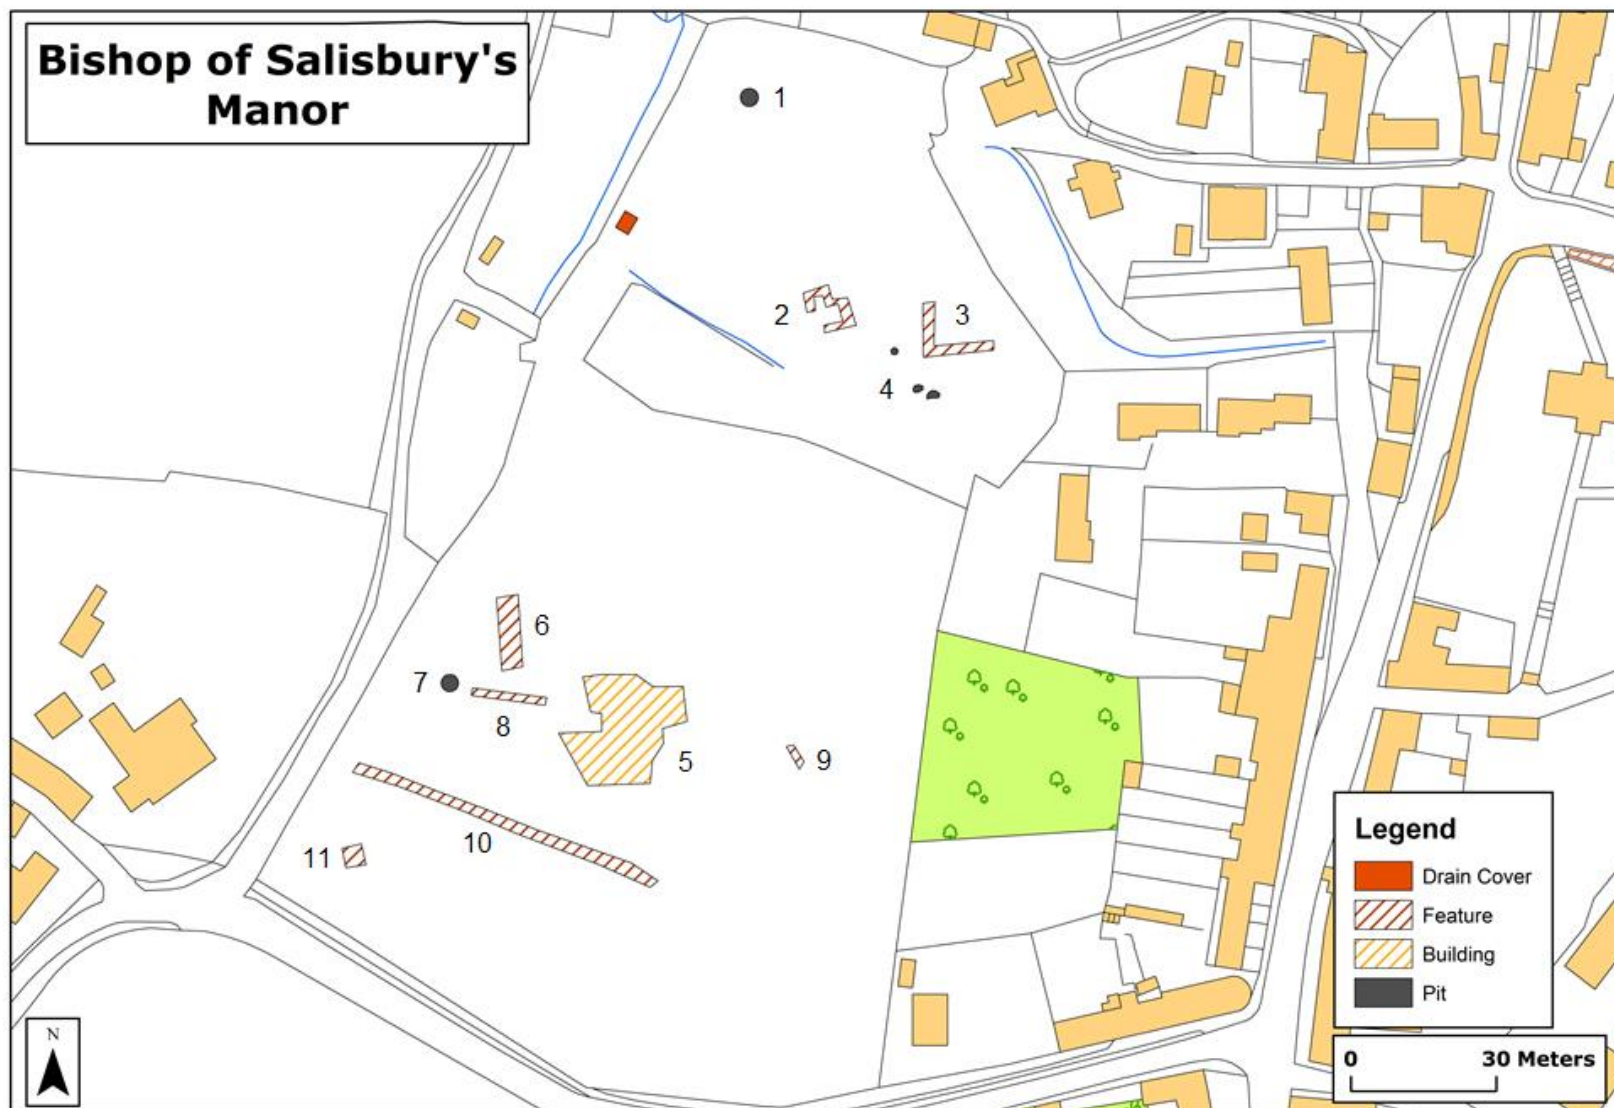 Bishop of Salisbury's
Manor
1
2
3
4
6
7
8
5
9
10
11
Legend
Drain Cover
Feature
Building
Pit
N
0 30 Meters